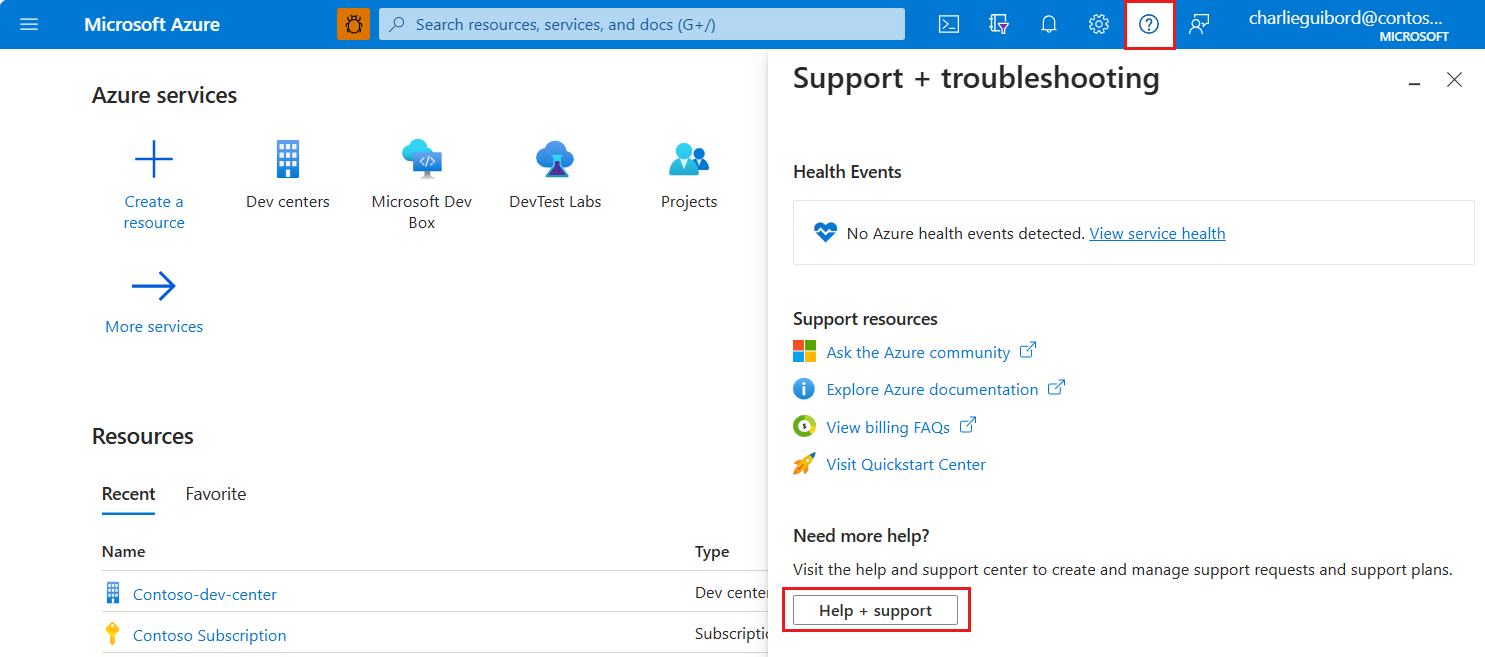 Microsoft Azure
Search resources, services, and docs (G+/)
charlieguibord@contos...
MICROSOFT
Azure services
Create a
resource
Dev centers
Microsoft Dev
Box
DevTest Labs
Projects
More services
Resources
Recent
Favorite
Name
Type
Contoso-dev-center
Dev center
Contoso Subscription
Subscriptio
Support + troubleshooting
Health Events
No Azure health events detected. View service health
Support resources
Ask the Azure community
Explore Azure documentation
View billing FAQs
Visit Quickstart Center
Need more help?
Visit the help and support center to create and manage support requests and support plans.
Help + support